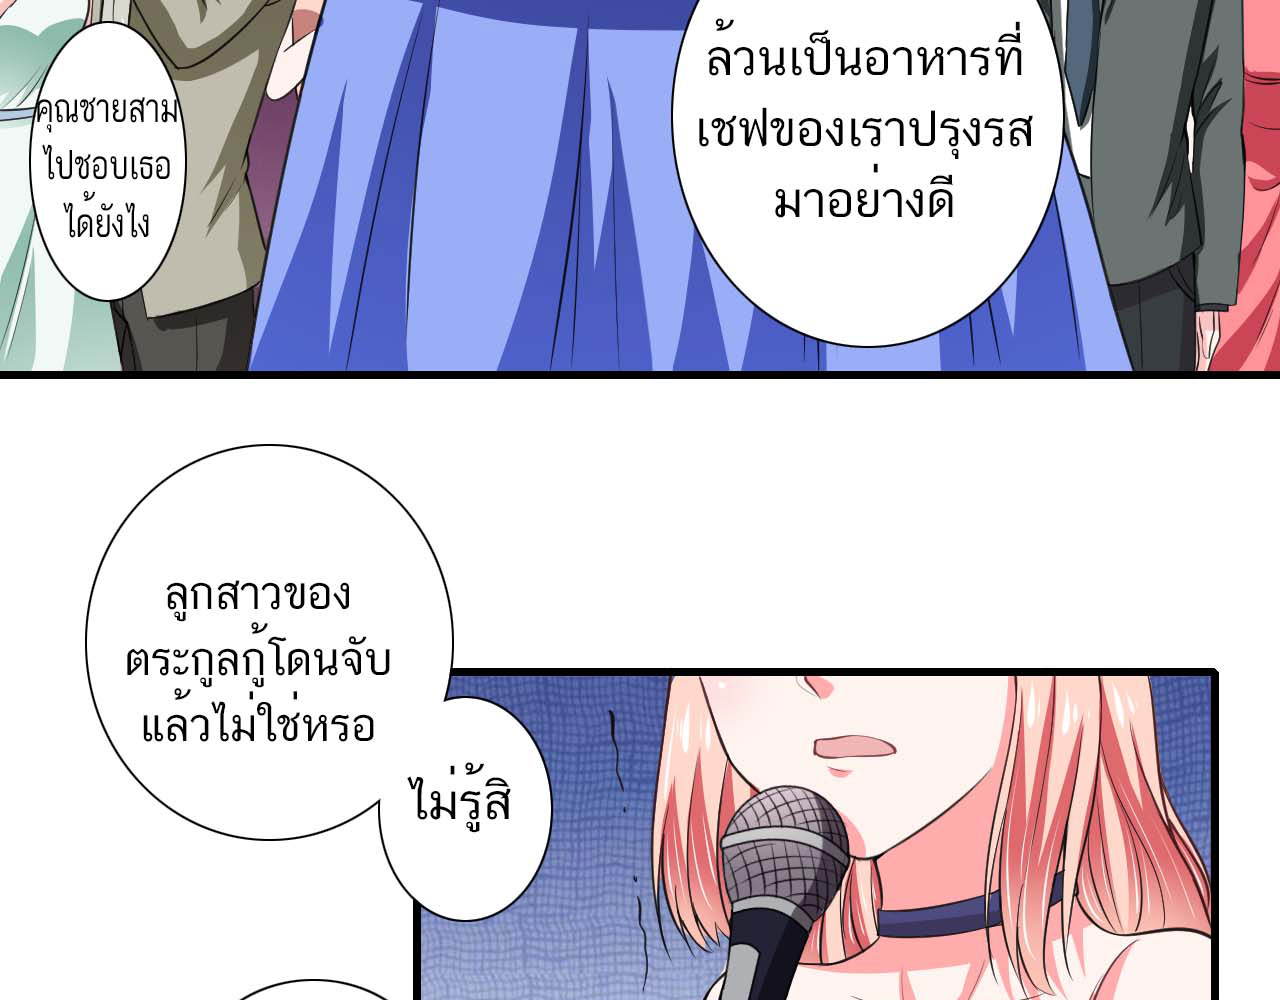 คุณชายสาม
ไปชอบเธอ
ได้ยังไง
ล้วนเป็นอาหารที่
เชฟของเราปรุงรส
มาอย่างดี
ลูกสาวของ
ตระกูลกู้โดนจับ
แล้วไม่ใช่หรอ
ไม่รู้สิ